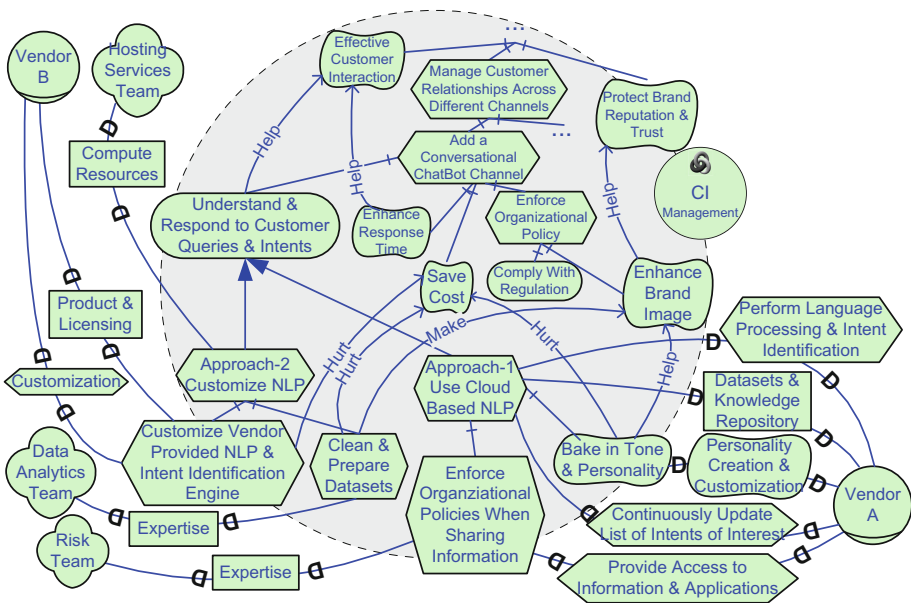 ...
Vendor
B
Hosting
Services
Team
Effective
Customer
Interaction
Manage Customer
Relationships Across
Different Channels
Protect Brand
Reputation &
Trust
...
D
Compute
Resources
Help
Add a
Conversational
ChatBot Channel
CI
Management
Understand &
Respond to Customer
Queries & Intents
Help
Enhance
Response
Time
Enforce
Organizational
Policy
Help
D
Comply With
Regulation
Save
Cost
Enhance
Brand
Image
D
Product &
Licensing
Perform Language
Processing & Intent
Identification
D
D
Hurt
Make
Hurt
D
Customization
Approach-2
Customize NLP
Hurt
Approach-1
Use Cloud
Based NLP
Help
D
Datasets &
Knowledge
Repository
D
D
D
Data
Analytics
Team
Customize Vendor
Provided NLP &
Intent Identification
Engine
Clean &
Prepare
Datasets
Bake in Tone
& Personality
D
Personality
Creation &
Customization
D
Enforce
Organziational
Policies When
Sharing
Information
Vendor
A
D
Expertise
D
D
Continuously Update
List of Intents of Interest
D
Risk
Team
D
Expertise
D
D
Provide Access to
Information & Applications
D